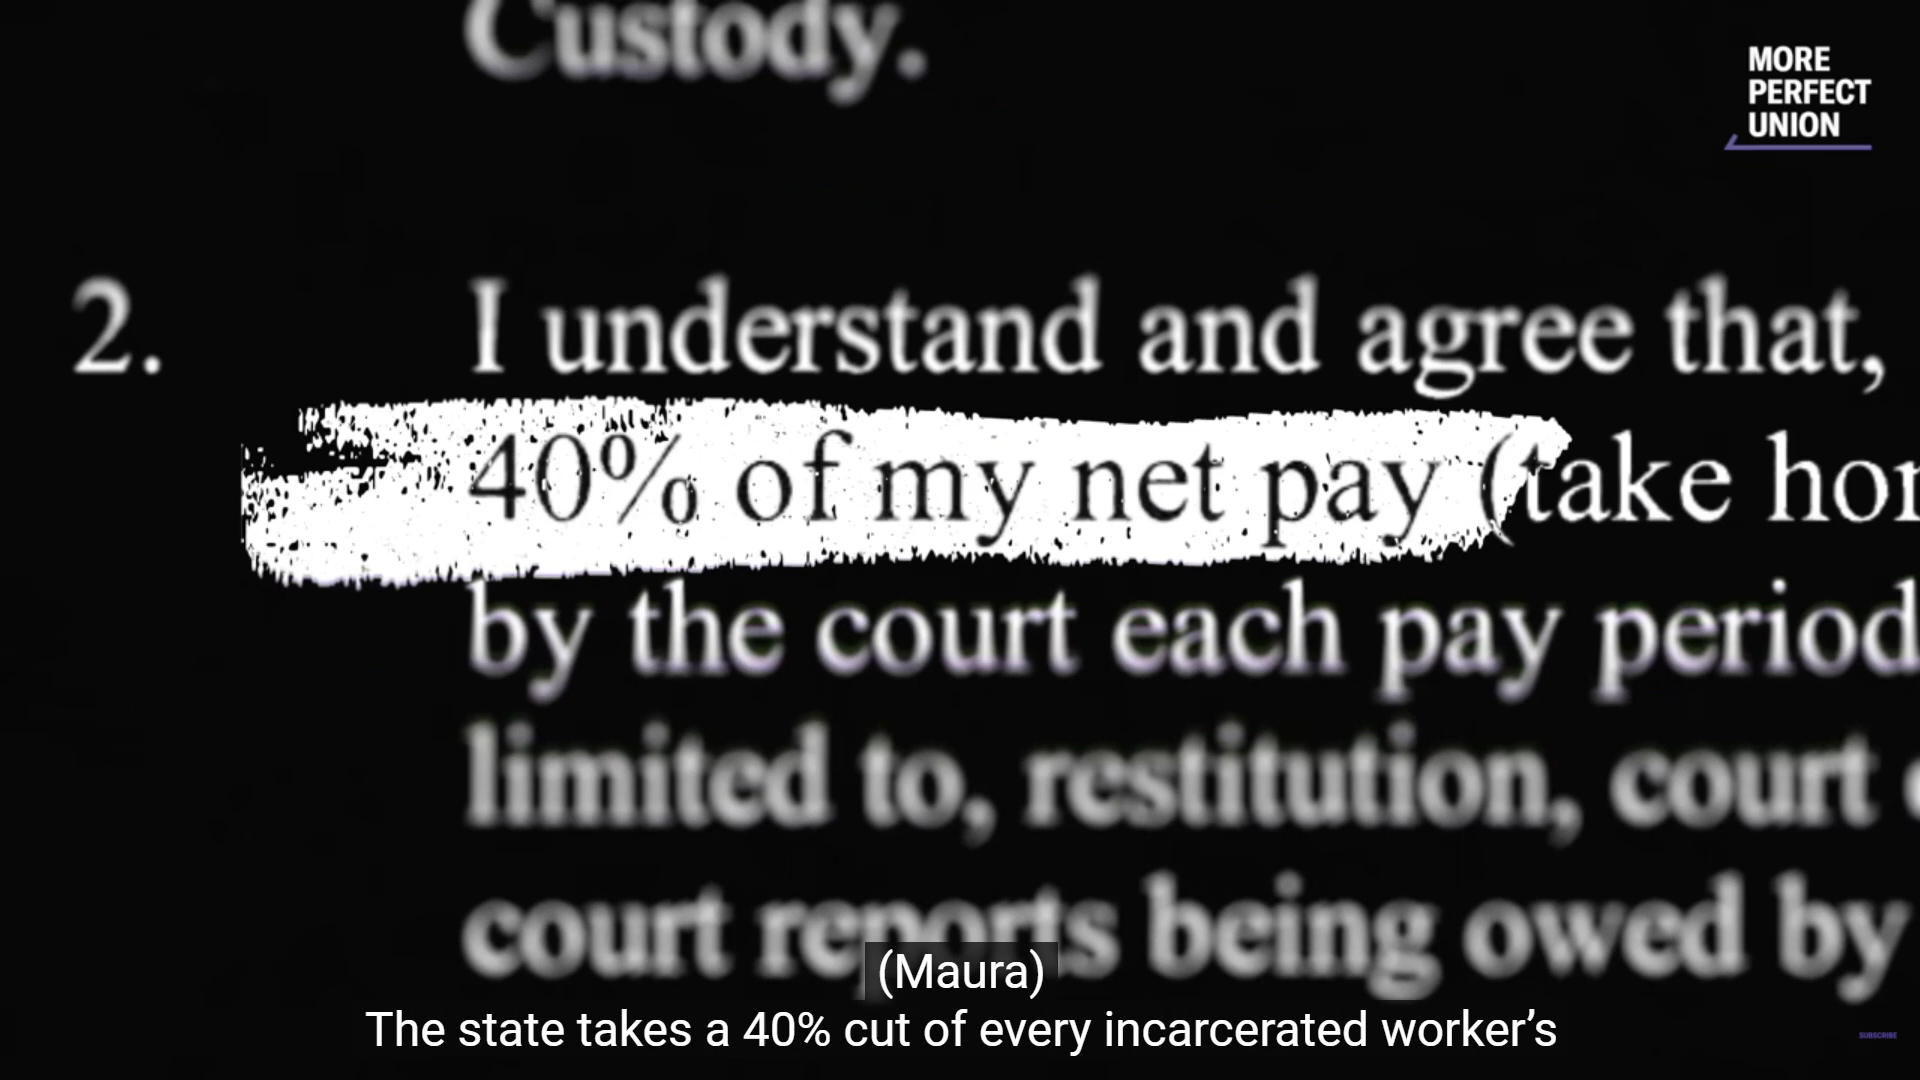 Custody.
MORE
PERFECT
UNION
2. I understand and agree that,
40% of my net pay (take
by the court each pay period
limited to, restitution, court
court reports being owed by
(Maura)
The state takes a 40% cut of every incarcerated worker’s
SUBSCRIBE